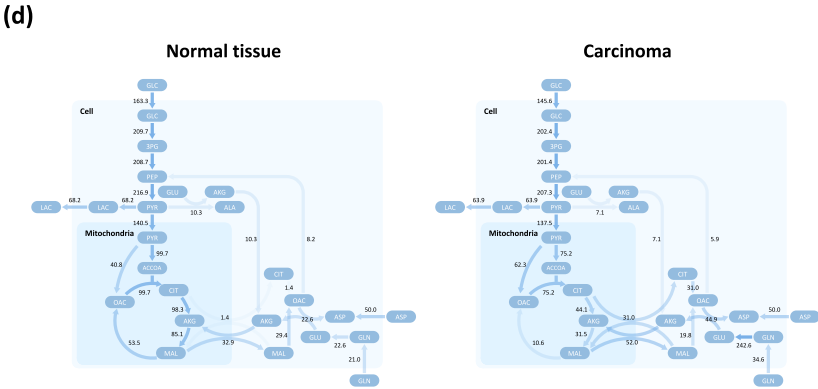 (d)
Normal tissue
GLC
163.3
Cell
GLC
209.7
3PG
208.7
PEP
216.9
GLU
AKG
LAC
68.2
LAC
68.2
PYR
10.3
ALA
140.5
Mitochondria
PYR
10.3
8.2
40.8
99.7
ACCOA
CIT
99.7
CIT
1.4
OAC
OAC
98.3
1.4
AKG
AKG
22.6
ASP
50.0
ASP
85.1
29.4
53.5
32.9
GLU
22.6
GLN
MAL
MAL
21.0
GLN
Carcinoma
GLC
145.6
Cell
GLC
202.4
3PG
201.4
PEP
207.3
GLU
AKG
LAC
63.9
LAC
63.9
PYR
7.1
ALA
137.5
Mitochondria
PYR
7.1
5.9
62.3
75.2
ACCOA
CIT
75.2
CIT
31.0
OAC
OAC
44.1
31.0
AKG
AKG
44.9
ASP
50.0
ASP
31.5
19.8
10.6
52.0
GLU
242.6
GLN
MAL
MAL
34.6
GLN